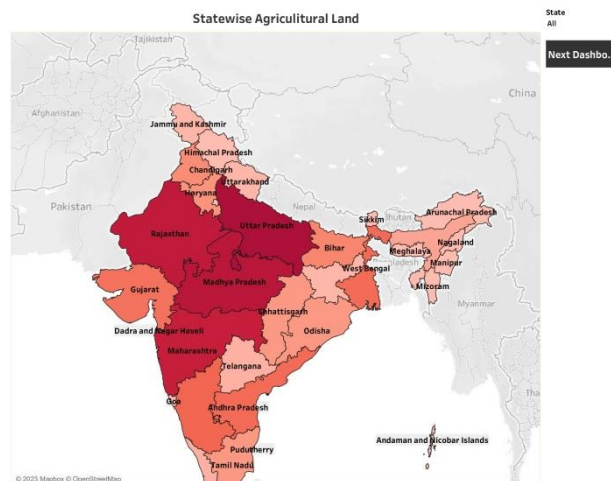 Statewise Agriculitural Land
State
All
Next Dashbo..
Tajikistan
Afghanistan
China
Jammu and Kashmir
Himachal Pradesh
Chandigarh
Uttarakhand
Haryana
Pakistan
Nepal
Rajasthan
Uttar Pradesh
Sikkim
Bhutan
Arunachal Pradesh
Bihar
Nagaland
Meghalaya
Manipur
Madhya Pradesh
West Bengal
Bangladesh
Mizoram
Gujarat
Chhattisgarh
Myanmar
Dadra and Nagar Haveli
Odisha
Maharashtra
Telangana
Goa
Andhra Pradesh
Andaman and Nicobar Islands
Pudutherry
Tamil Nadu
© 2023 Mapbox © OpenStreetMap